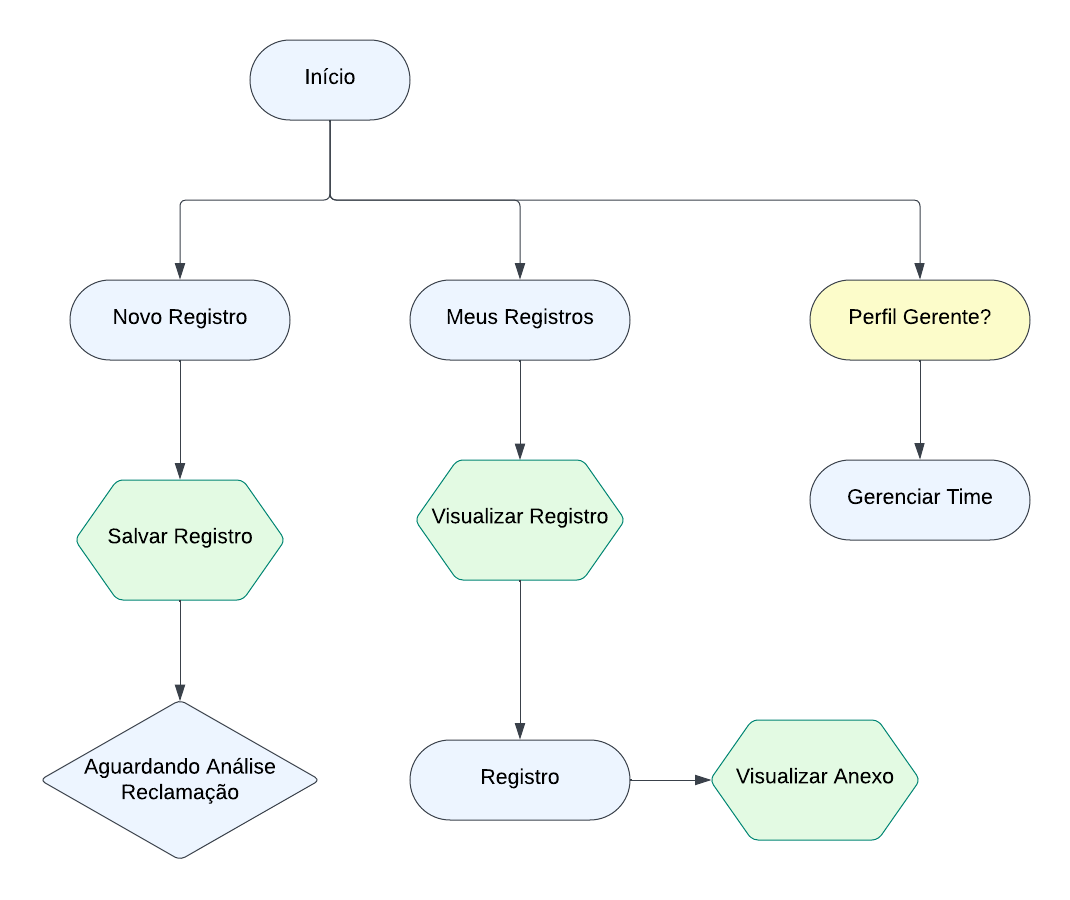 Início
Novo Registro
Meus Registros
Perfil Gerente?
Salvar Registro
Visualizar Registro
Gerenciar Time
Aguardando Análise
Reclamação
Registro
Visualizar Anexo